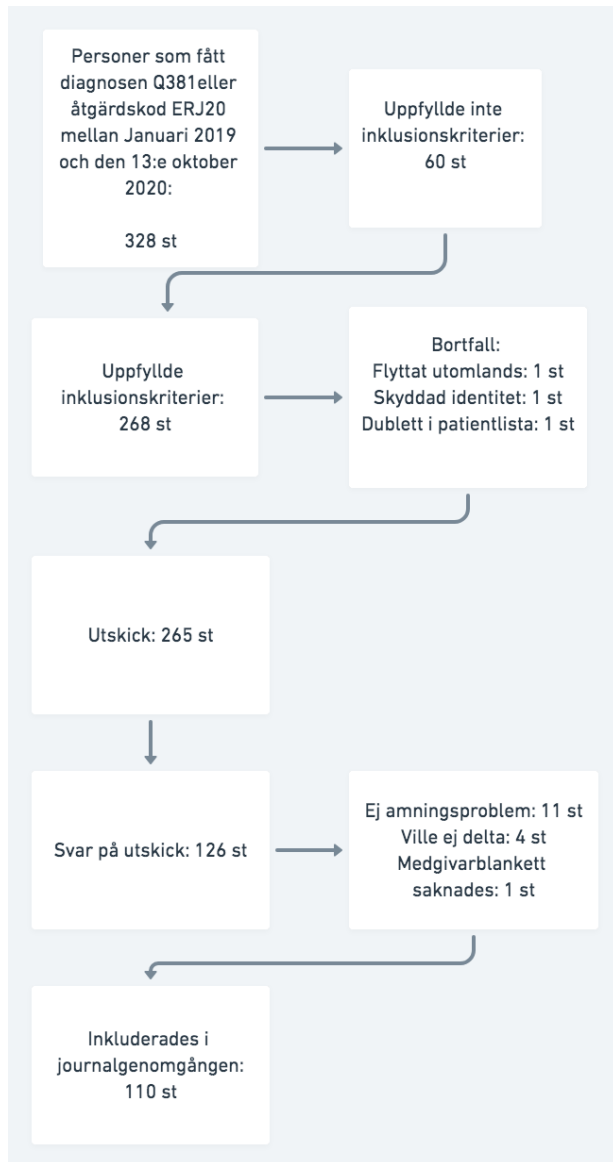 Personer som fått
diagnosen Q381eller
åtgärdskod ERJ20
mellan Januari 2019
och den 13:e oktober
2020:
328 st
Uppfyllde inte
inklusionskriterier:
60 st
Uppfyllde
inklusionskriterier:
268 st
Bortfall:
Flyttat utomlands: 1 st
Skyddad identitet: 1 st
Dublett i patientlista: 1 st
Utskick: 265 st
Svar på utskick: 126 st
Ej amningsproblem: 11 st
Ville ej delta: 4 st
Medgivarblankett
saknades: 1 st
Inkluderades i
journalgenomgången:
110 st